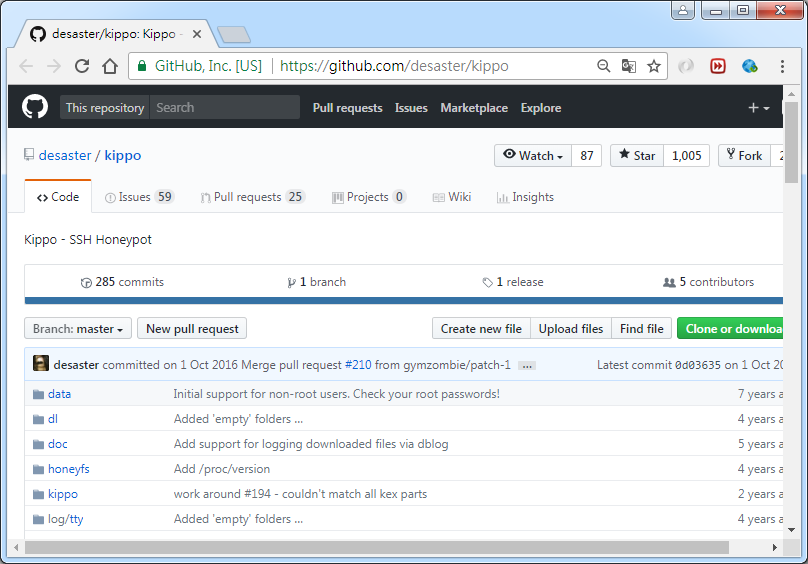 desaster/kippo: Kippo -
GitHub, Inc. [US] | https://github.com/desaster/kippo
This repository Search Pull requests Issues Marketplace Explore
desaster / kippo Watch 87 Star 1,005 Fork 2
Code Issues 59 Pull requests 25 Projects 0 Wiki Insights
Kippo - SSH Honeypot
285 commits 1 branch 1 release 5 contributors
Branch: master New pull request Create new file Upload files Find file Clone or downloa
desaster committed on 1 Oct 2016 Merge pull request #210 from gymzombie/patch-1 ... Latest commit 0d03635 on 1 Oct 20
data Initial support for non-root users. Check your root passwords! 7 years a
dl Added 'empty' folders ... 4 years a
doc Add support for logging downloaded files via dblog 5 years a
honeyfs Add /proc/version 4 years a
kippo work around #194 - couldn't match all kex parts 2 years a
log/tty Added 'empty' folders ... 4 years a